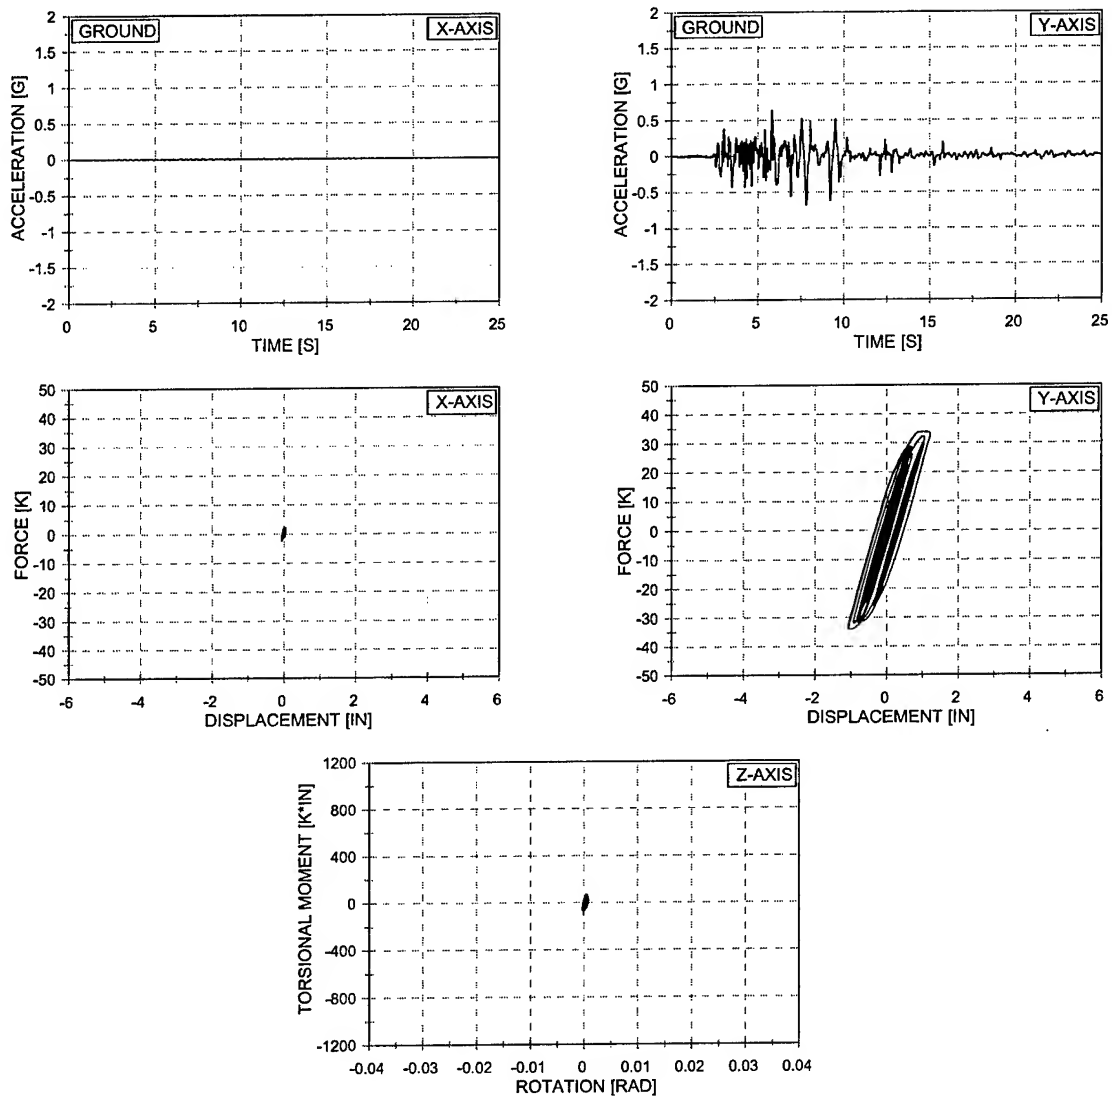 GROUND X-AXIS
2
1.5
1
0.5
0
-0.5
-1
-1.5
-2
ACCELERATION [G]
0 5 10 15 20 25
TIME [S]
GROUND Y-AXIS
2
1.5
1
0.5
0
-0.5
-1
-1.5
-2
ACCELERATION [G]
0 5 10 15 20 25
TIME [S]
X-AXIS
50
40
30
20
10
0
-10
-20
-30
-40
-50
FORCE [K]
-6 -4 -2 0 2 4 6
DISPLACEMENT [IN]
Y-AXIS
50
40
30
20
10
0
-10
-20
-30
-40
-50
FORCE [K]
-6 -4 -2 0 2 4 6
DISPLACEMENT [IN]
Z-AXIS
1200
800
400
0
-400
-800
-1200
TORSIONAL MOMENT [K*IN]
-0.04 -0.03 -0.02 -0.01 0 0.01 0.02 0.03 0.04
ROTATION [RAD]